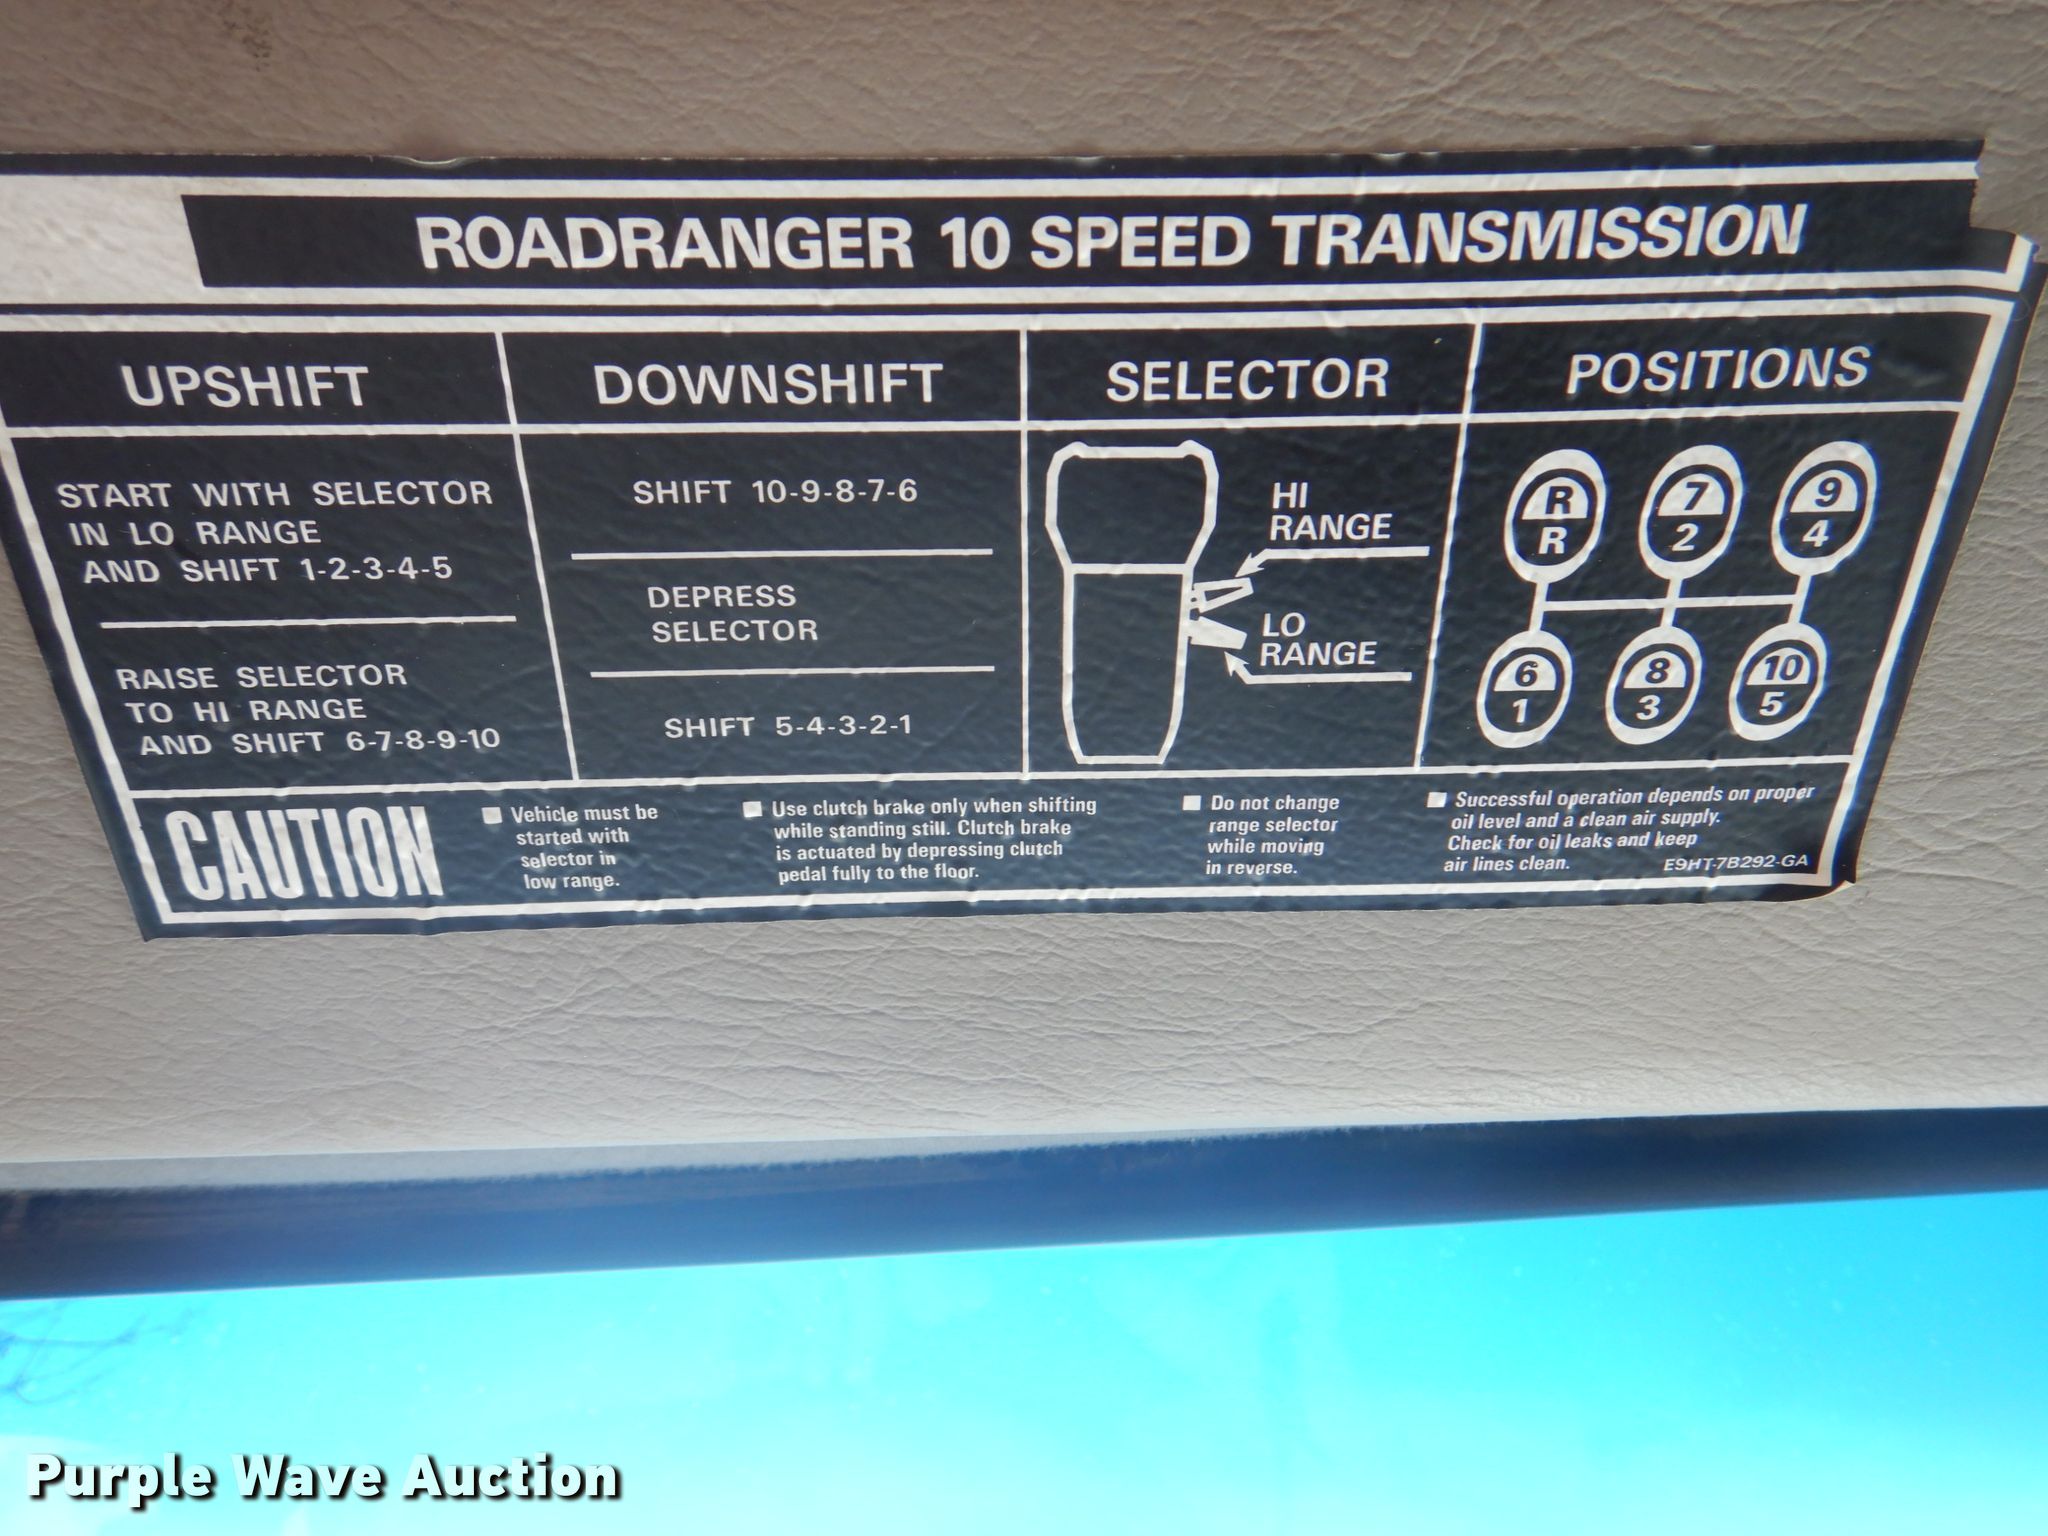 ROADRANGER 10 SPEED TRANSMISSION
UPSHIFT
START WITH SELECTOR
IN LO RANGE
AND SHIFT 1-2-3-4-5
RAISE SELECTOR
TO HI RANGE
AND SHIFT 6-7-8-9-10
DOWNSHIFT
SHIFT 10-9-8-7-6
DEPRESS
SELECTOR
SHIFT 5-4-3-2-1
SELECTOR
HI
RANGE
LO
RANGE
POSITIONS
R 7 9
R 2 4
6 8 10
1 3 5
CAUTION
Vehicle must be
started with
selector in
low range.
Use clutch brake only when shifting
while standing still. Clutch brake
is actuated by depressing clutch
pedal fully to the floor.
Do not change
range selector
while moving
in reverse.
Successful operation depends on proper
oil level and a clean air supply.
Check for oil leaks and keep
air lines clean.
E9HT-7B292-GA
Purple Wave Auction